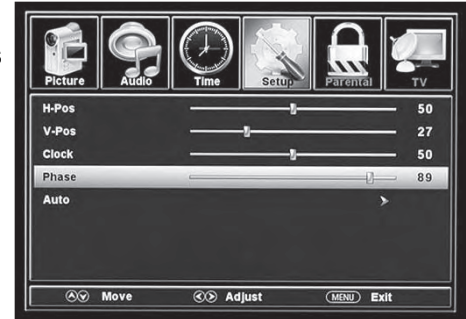 Picture Audio Time Setup Parental TV
H-Pos 50
V-Pos 27
Clock 50
Phase 89
Auto
Move Adjust MENU Exit